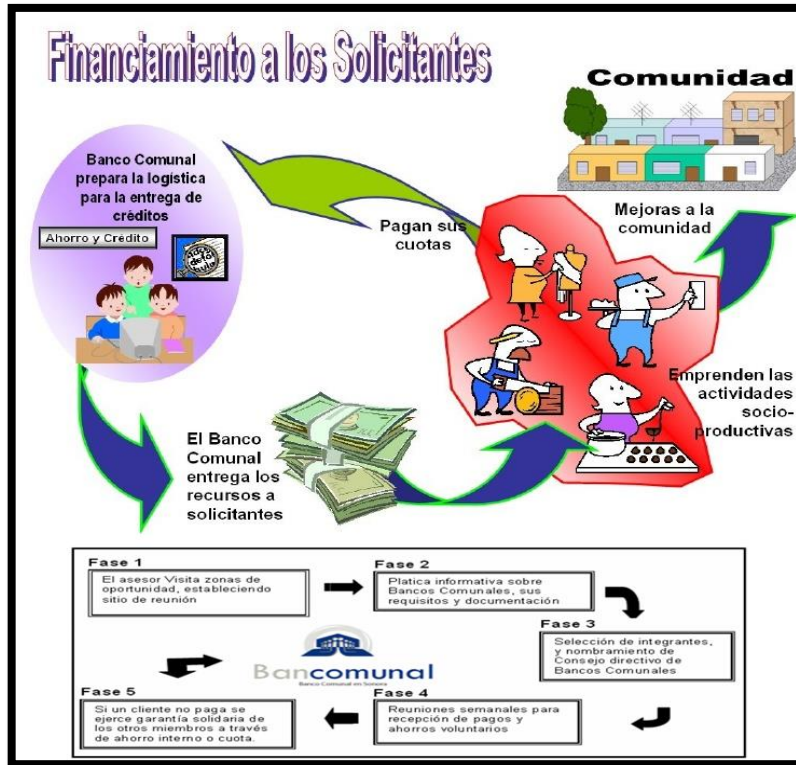 Financiamiento a los Solicitantes
Comunidad
Banco Comunal
prepara la logística
para la entrega de
créditos
Ahorro y Crédito
Pagan sus
cuotas
Mejoras a la
comunidad
Emprenden las
actividades
socio-
productivas
El Banco
Comunal
entrega los
recursos a
solicitantes
Fase 1
El asesor Visita zonas de
oportunidad, estableciendo
sitio de reunión
Fase 2
Platica informativa sobre
Bancos Comunales, sus
requisitos y documentación
Fase 3
Selección de integrantes,
y nombramiento de
Consejo directivo de
Bancos Comunales
Bancomunal
Banco Comunal en Sonora
Fase 4
Reuniones semanales para
recepción de pagos y
ahorros voluntarios
Fase 5
Si un cliente no paga se
ejerce garantía solidaria de
los otros miembros a través
de ahorro interno o cuota.